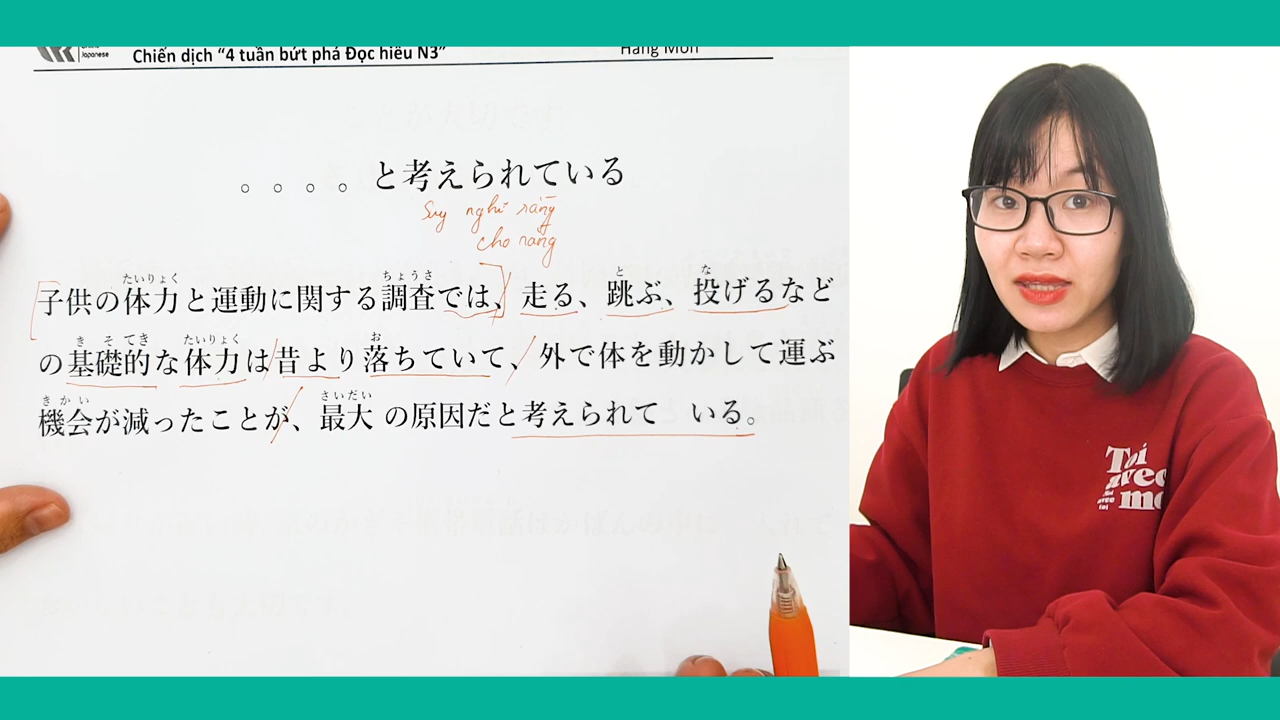 Japanese
Chiến dịch “4 tuần bứt phá Đọc hiểu N3”
Hằng Môn
。。。。と考えられている
Suy nghĩ rằng
cho rằng
たいりょく ちょうさ と な
子供の体力と運動に関する調査では、走る、跳ぶ、投げるなど
きそてき たいりょく お
の基礎的な体力は昔より落ちていて、外で体を動かして運ぶ
きかい さいだい
機会が減ったことが、最大 の原因だと考えられて いる。
Toi
avec
moi